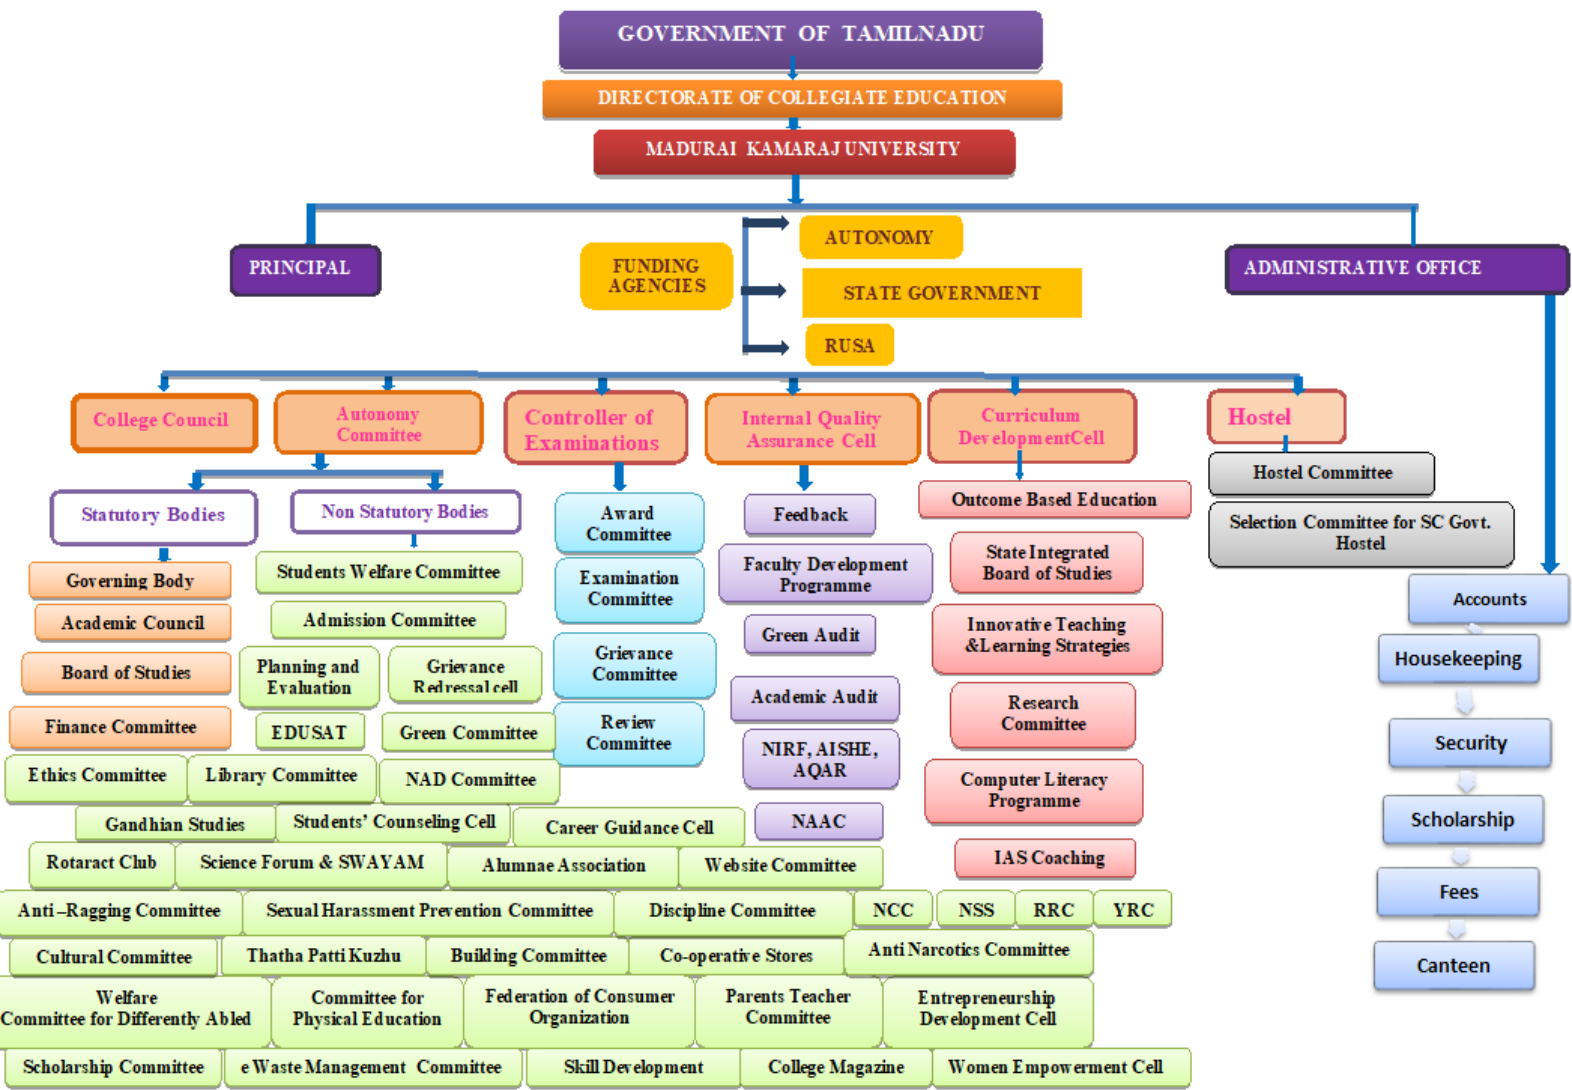 GOVERNMENT OF TAMILNADU
DIRECTORATE OF COLLEGIATE EDUCATION
MADURAI KAMARAJ UNIVERSITY
PRINCIPAL
FUNDING
AGENCIES
AUTONOMY
STATE GOVERNMENT
RUSA
ADMINISTRATIVE OFFICE
College Council
Autonomy
Committee
Controller of
Examinations
Internal Quality
Assurance Cell
Curriculum
DevelopmentCell
Hostel
Hostel Committee
Selection Committee for SC Govt.
Hostel
Statutory Bodies
Non Statutory Bodies
Governing Body
Academic Council
Board of Studies
Finance Committee
Students Welfare Committee
Admission Committee
Planning and
Evaluation
Grievance
Redressal cell
EDUSAT
Green Committee
Award
Committee
Examination
Committee
Grievance
Committee
Review
Committee
Feedback
Faculty Development
Programme
Green Audit
Academic Audit
NIRF, AISHE,
AQAR
NAAC
Outcome Based Education
State Integrated
Board of Studies
Innovative Teaching
&Learning Strategies
Research
Committee
Computer Literacy
Programme
IAS Coaching
Accounts
Housekeeping
Security
Scholarship
Fees
Canteen
Ethics Committee
Library Committee
NAD Committee
Gandhian Studies
Students' Counseling Cell
Career Guidance Cell
Rotaract Club
Science Forum & SWAYAM
Alumnae Association
Website Committee
Anti –Ragging Committee
Sexual Harassment Prevention Committee
Discipline Committee
NCC
NSS
RRC
YRC
Cultural Committee
Thatha Patti Kuzhu
Building Committee
Co-operative Stores
Anti Narcotics Committee
Welfare
Committee for Differently Abled
Committee for
Physical Education
Federation of Consumer
Organization
Parents Teacher
Committee
Entrepreneurship
Development Cell
Scholarship Committee
e Waste Management Committee
Skill Development
College Magazine
Women Empowerment Cell